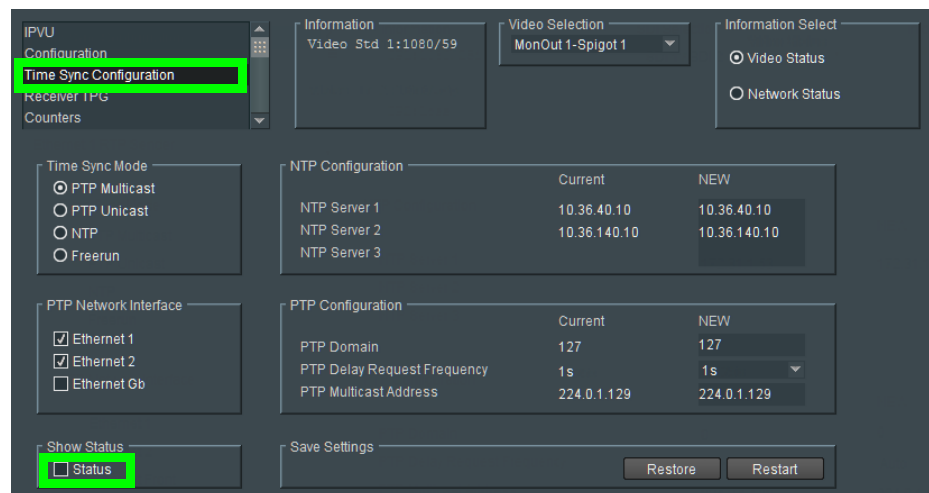 IPVU
Configuration
Time Sync Configuration
Receiver TPG
Counters
Information
Video Std 1:1080/59
Video Selection
MonOut 1-Spigot 1
Information Select
Video Status
Network Status
Time Sync Mode
PTP Multicast
PTP Unicast
NTP
Freerun
NTP Configuration
Current NEW
NTP Server 1 10.36.40.10 10.36.40.10
NTP Server 2 10.36.140.10 10.36.140.10
NTP Server 3
PTP Network Interface
Ethernet 1
Ethernet 2
Ethernet Gb
PTP Configuration
Current NEW
PTP Domain 127 127
PTP Delay Request Frequency 1s 1s
PTP Multicast Address 224.0.1.129 224.0.1.129
Show Status
Status
Save Settings
Restore Restart